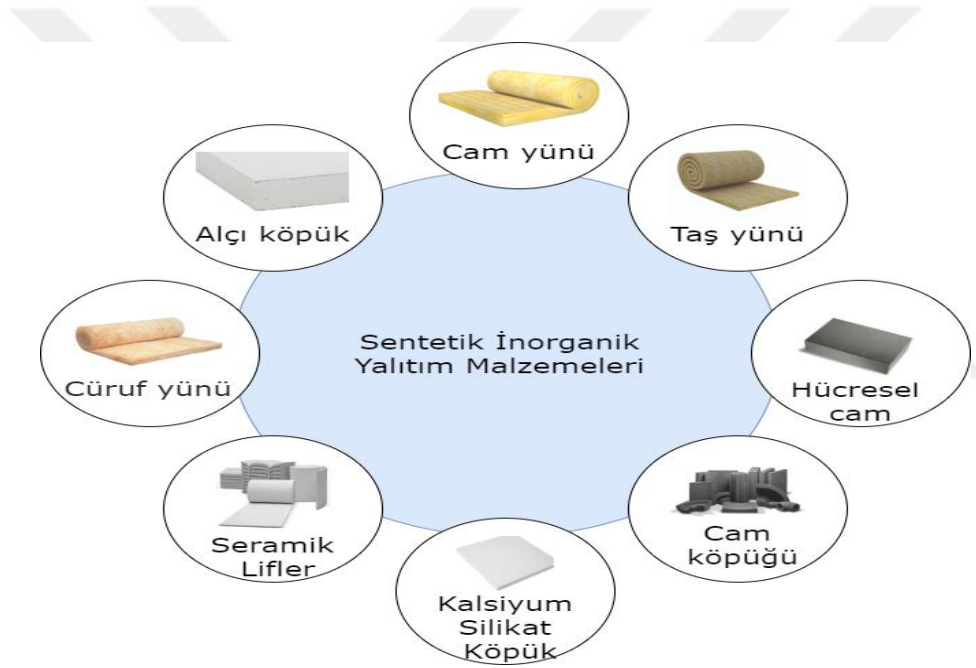 Cam yünü
Alçı köpük
Taş yünü
Sentetik İnorganik
Yalıtım Malzemeleri
Cüruf yünü
Hücresel
cam
Seramik
Lifler
Cam
köpüğü
Kalsiyum
Silikat
Köpük